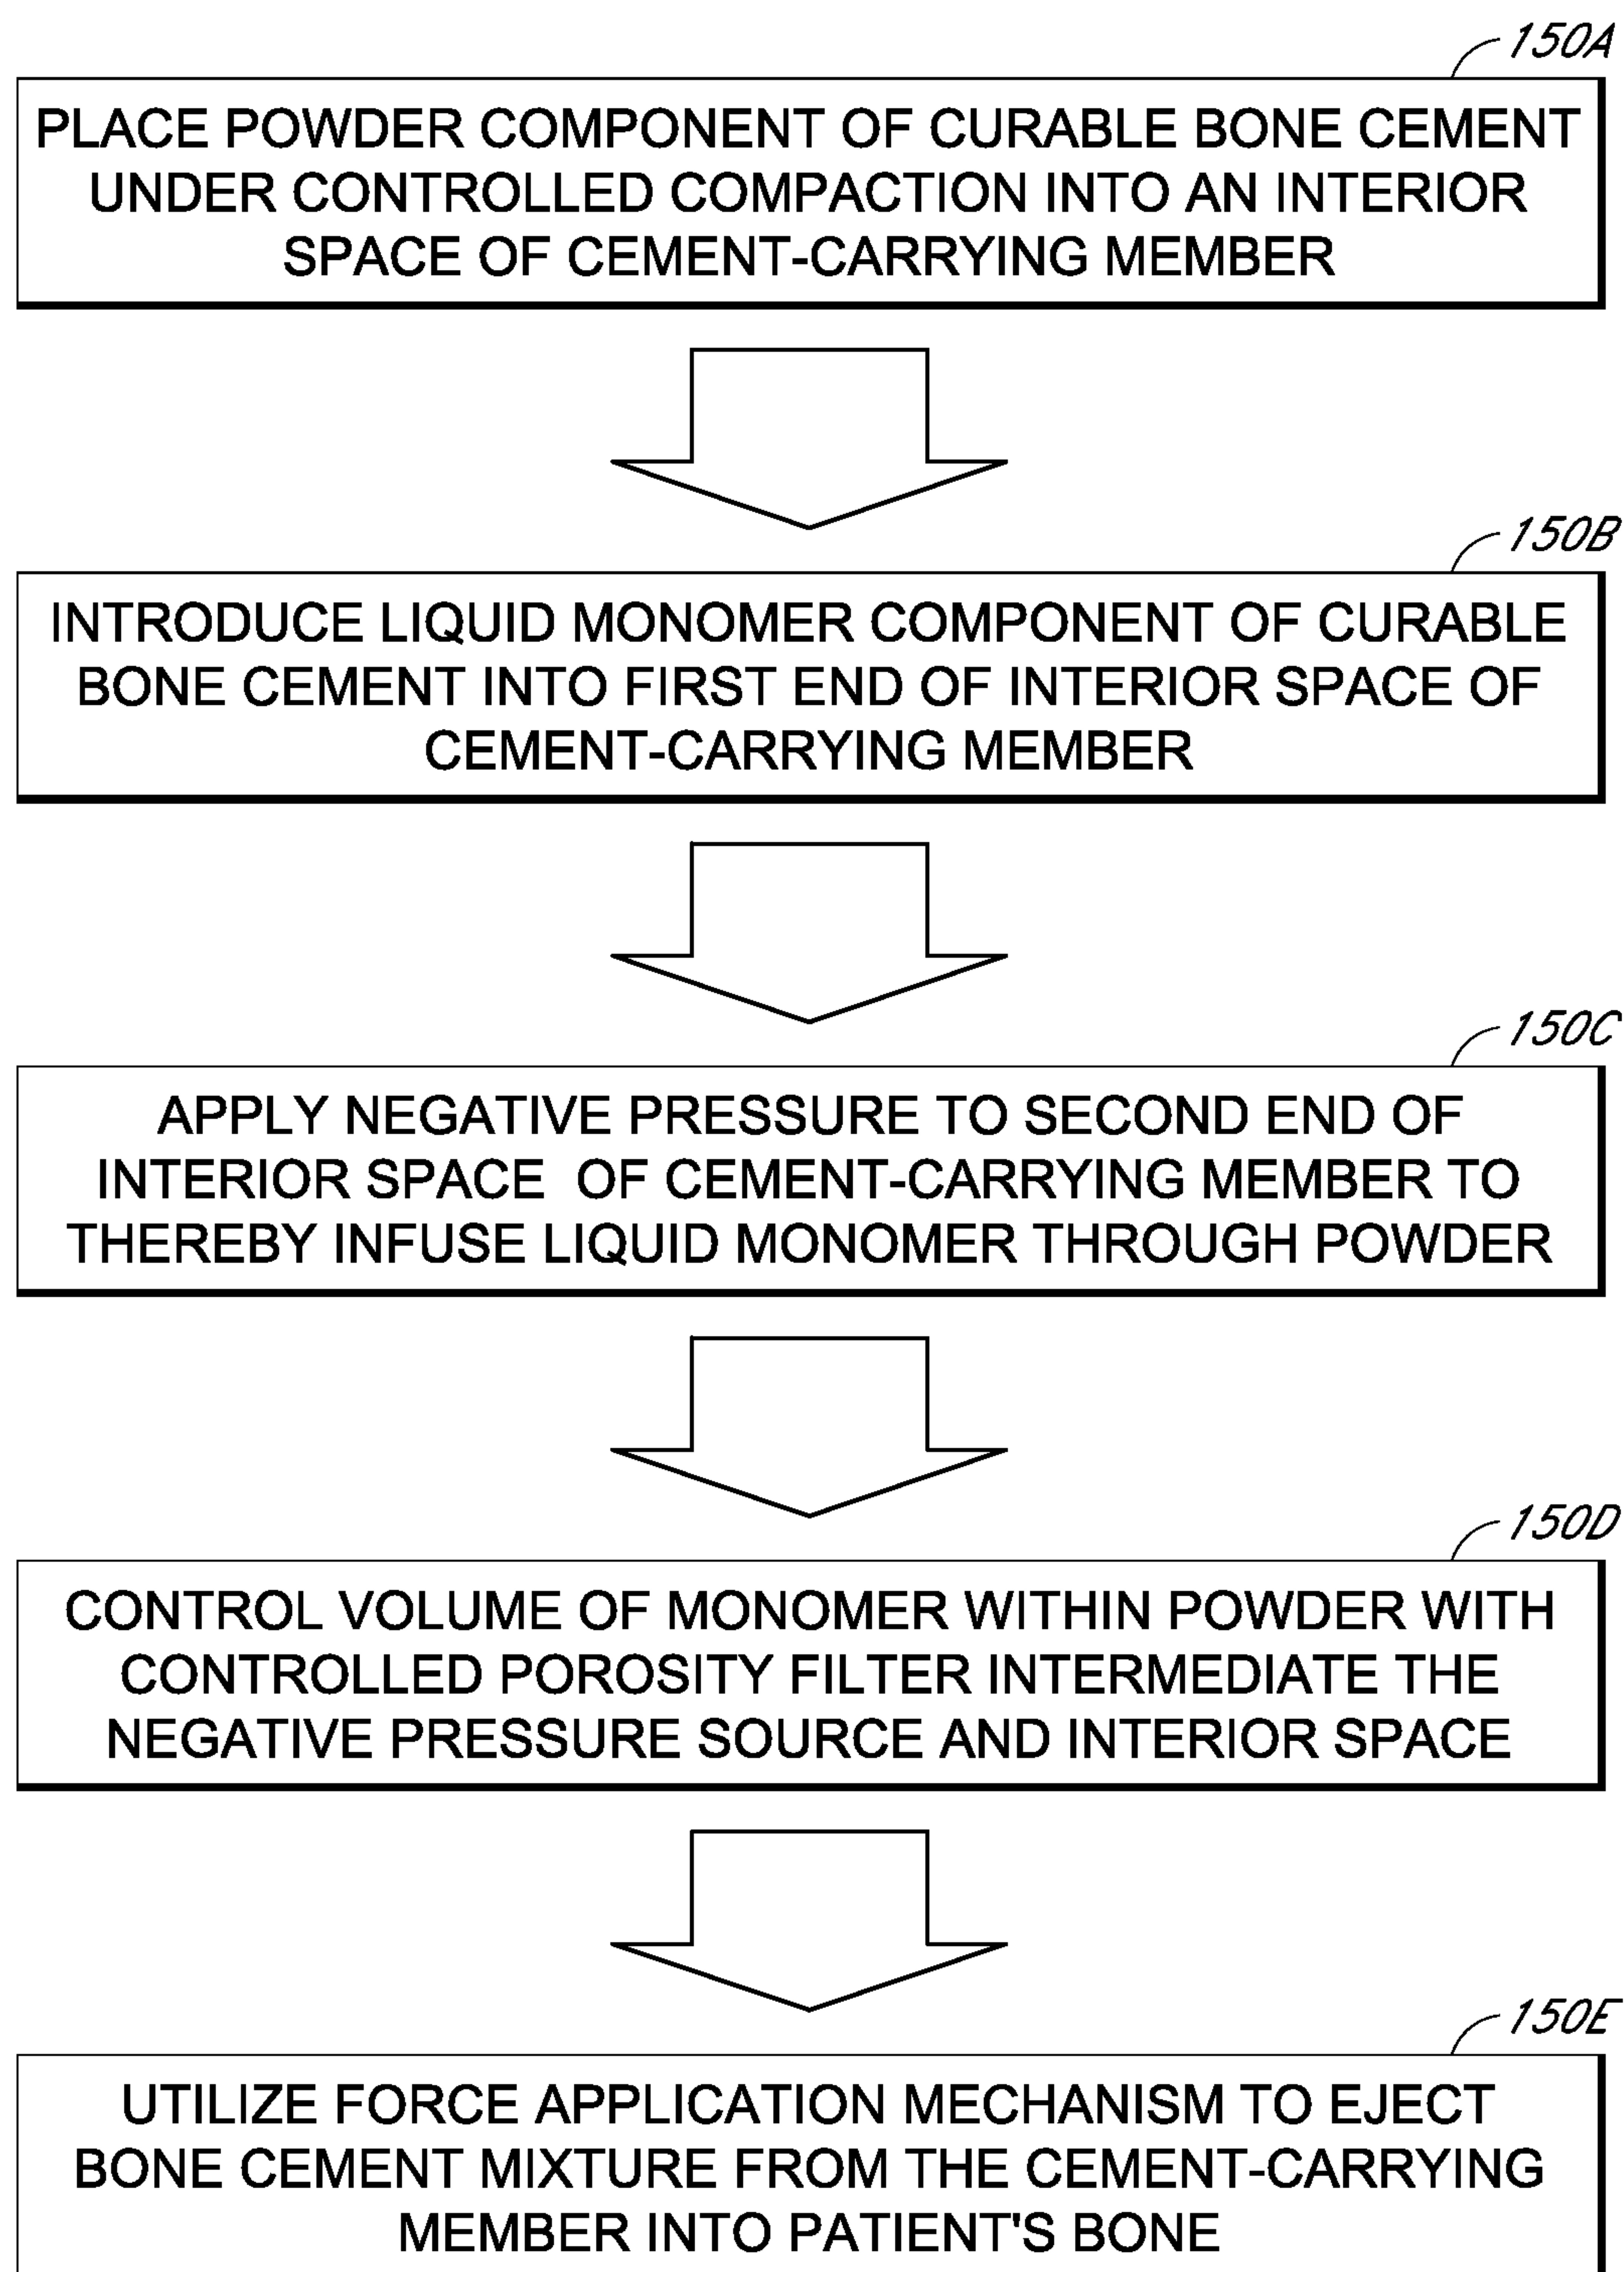 150A
PLACE POWDER COMPONENT OF CURABLE BONE CEMENT
UNDER CONTROLLED COMPACTION INTO AN INTERIOR
SPACE OF CEMENT-CARRYING MEMBER
150B
INTRODUCE LIQUID MONOMER COMPONENT OF CURABLE
BONE CEMENT INTO FIRST END OF INTERIOR SPACE OF
CEMENT-CARRYING MEMBER
150C
APPLY NEGATIVE PRESSURE TO SECOND END OF
INTERIOR SPACE OF CEMENT-CARRYING MEMBER TO
THEREBY INFUSE LIQUID MONOMER THROUGH POWDER
150D
CONTROL VOLUME OF MONOMER WITHIN POWDER WITH
CONTROLLED POROSITY FILTER INTERMEDIATE THE
NEGATIVE PRESSURE SOURCE AND INTERIOR SPACE
150E
UTILIZE FORCE APPLICATION MECHANISM TO EJECT
BONE CEMENT MIXTURE FROM THE CEMENT-CARRYING
MEMBER INTO PATIENT'S BONE